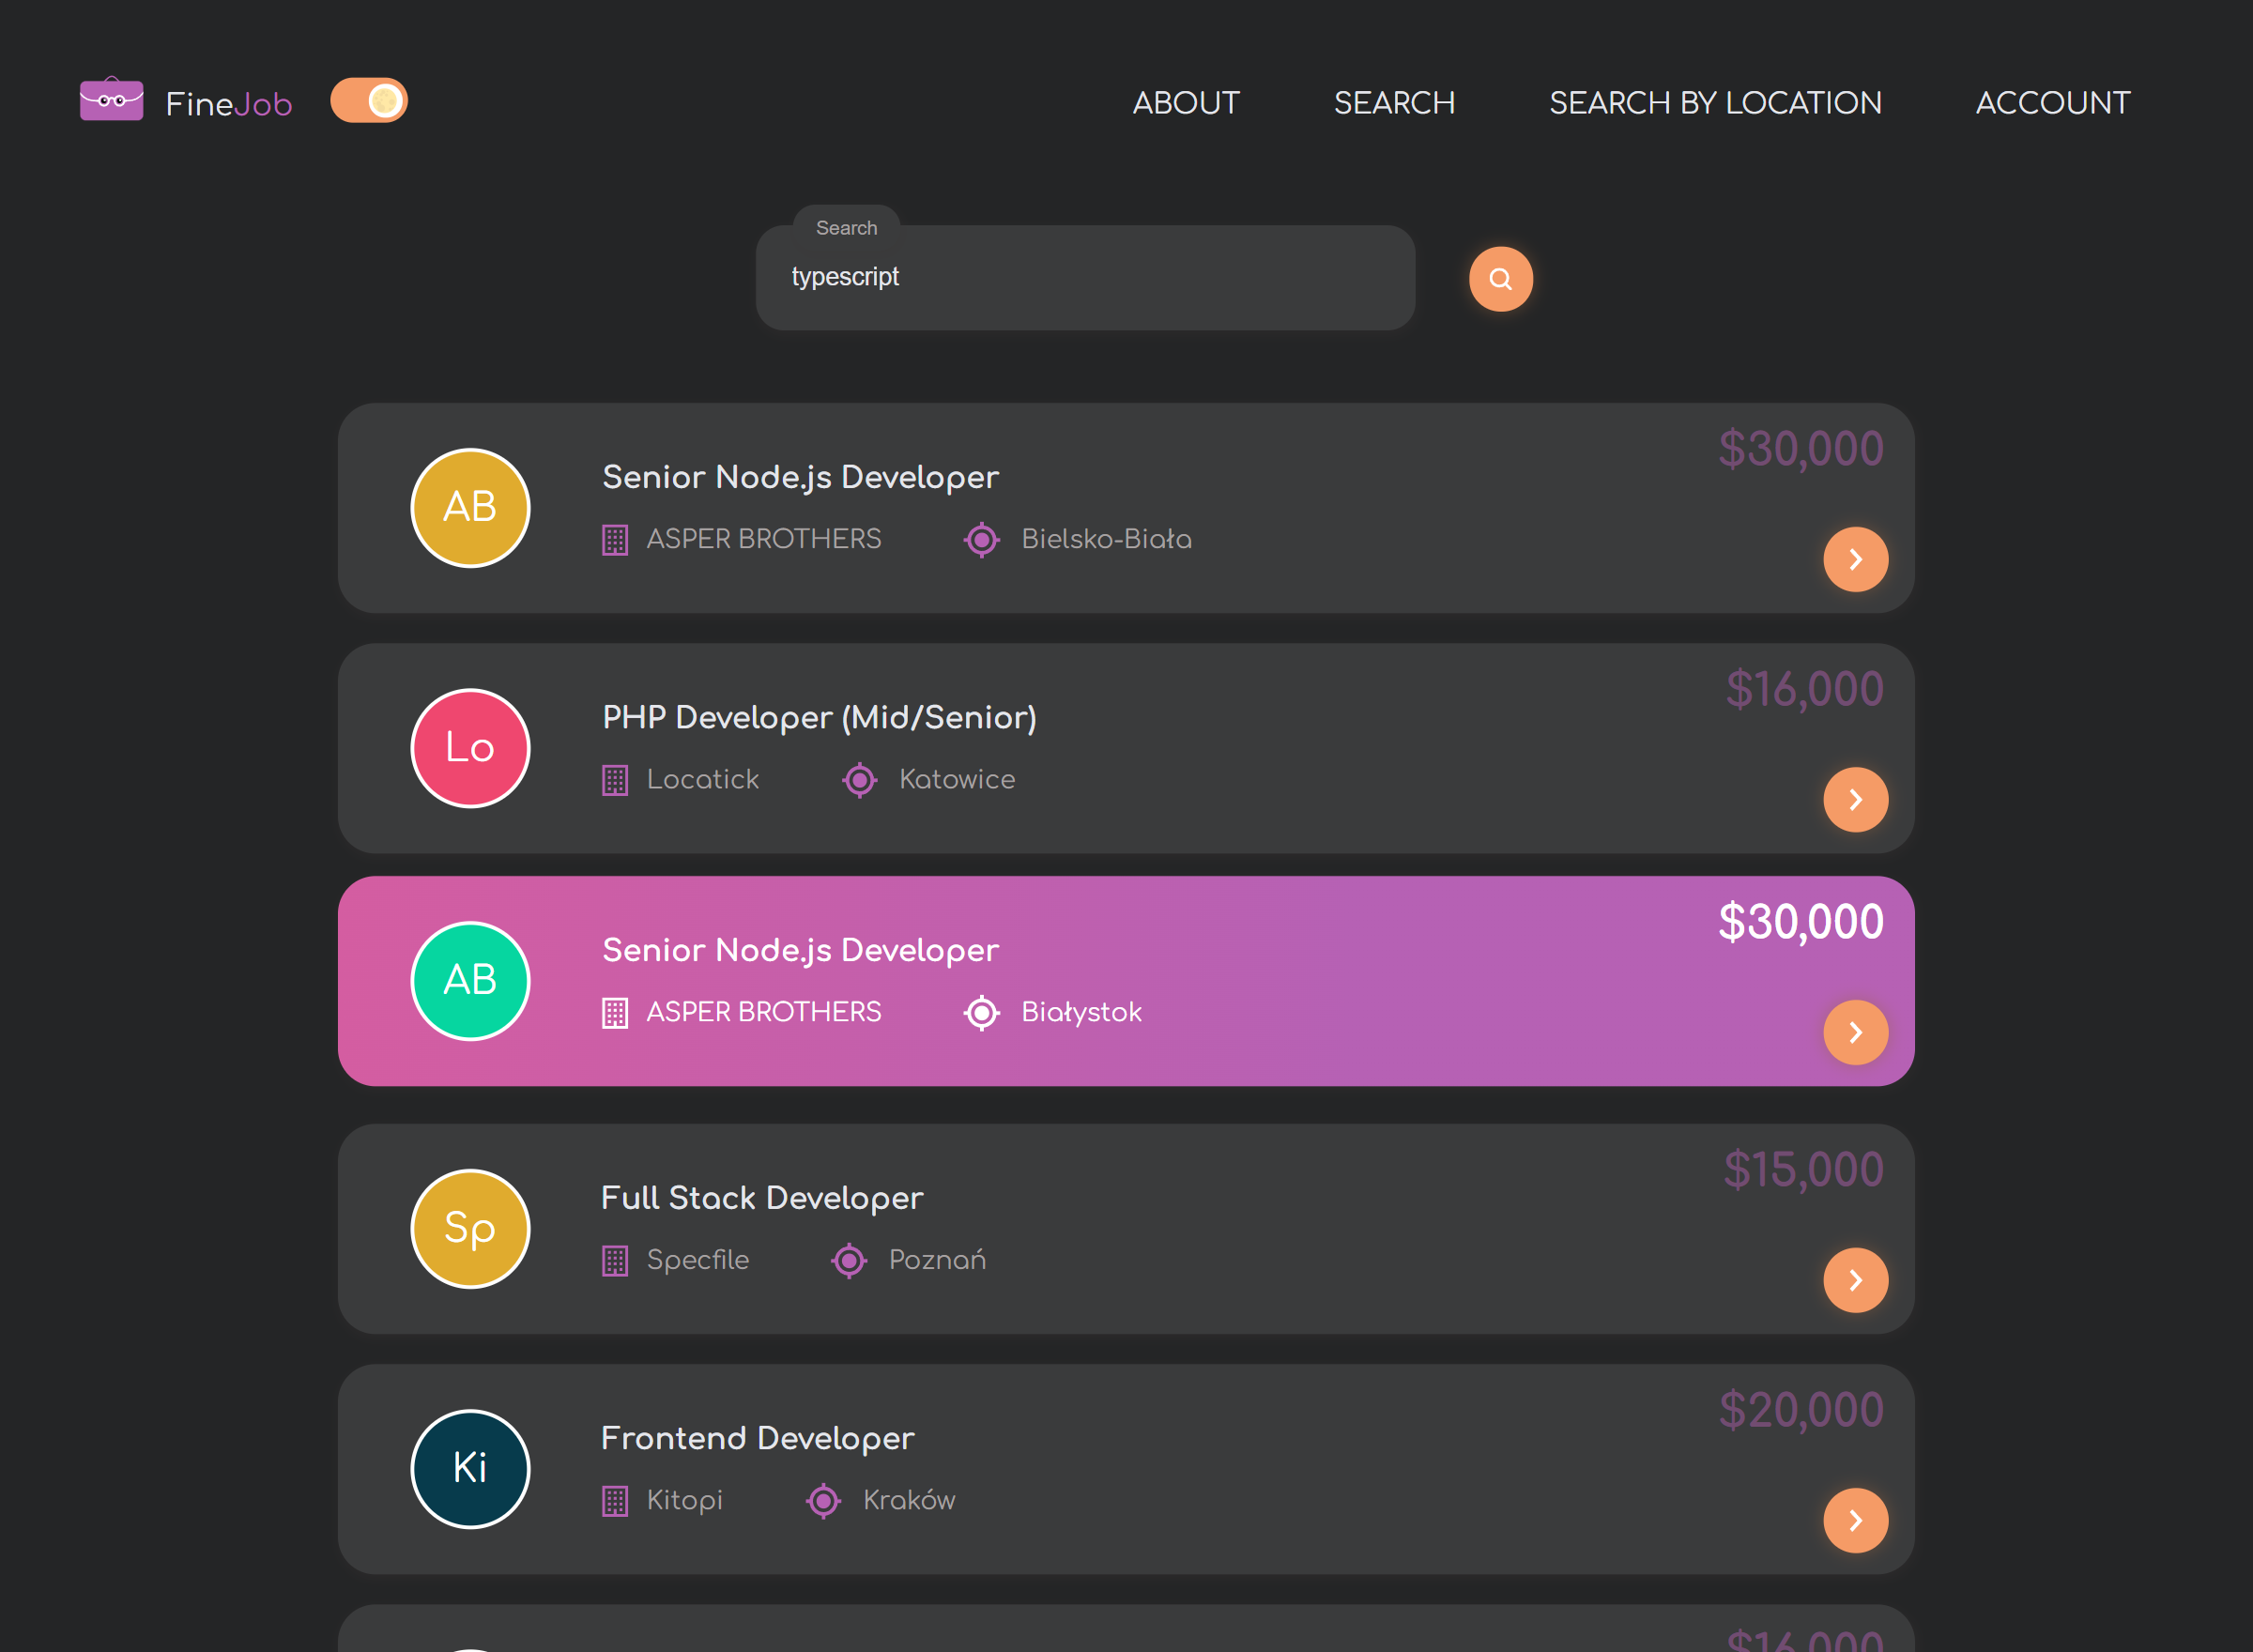 FineJob
ABOUT SEARCH SEARCH BY LOCATION ACCOUNT
Search
typescript
$30,000
AB
Senior Node.js Developer
ASPER BROTHERS Bielsko-Biała
$16,000
Lo
PHP Developer (Mid/Senior)
Locatick Katowice
$30,000
AB
Senior Node.js Developer
ASPER BROTHERS Białystok
$15,000
Sp
Full Stack Developer
Specfile Poznań
$20,000
Ki
Frontend Developer
Kitopi Kraków
$16,000